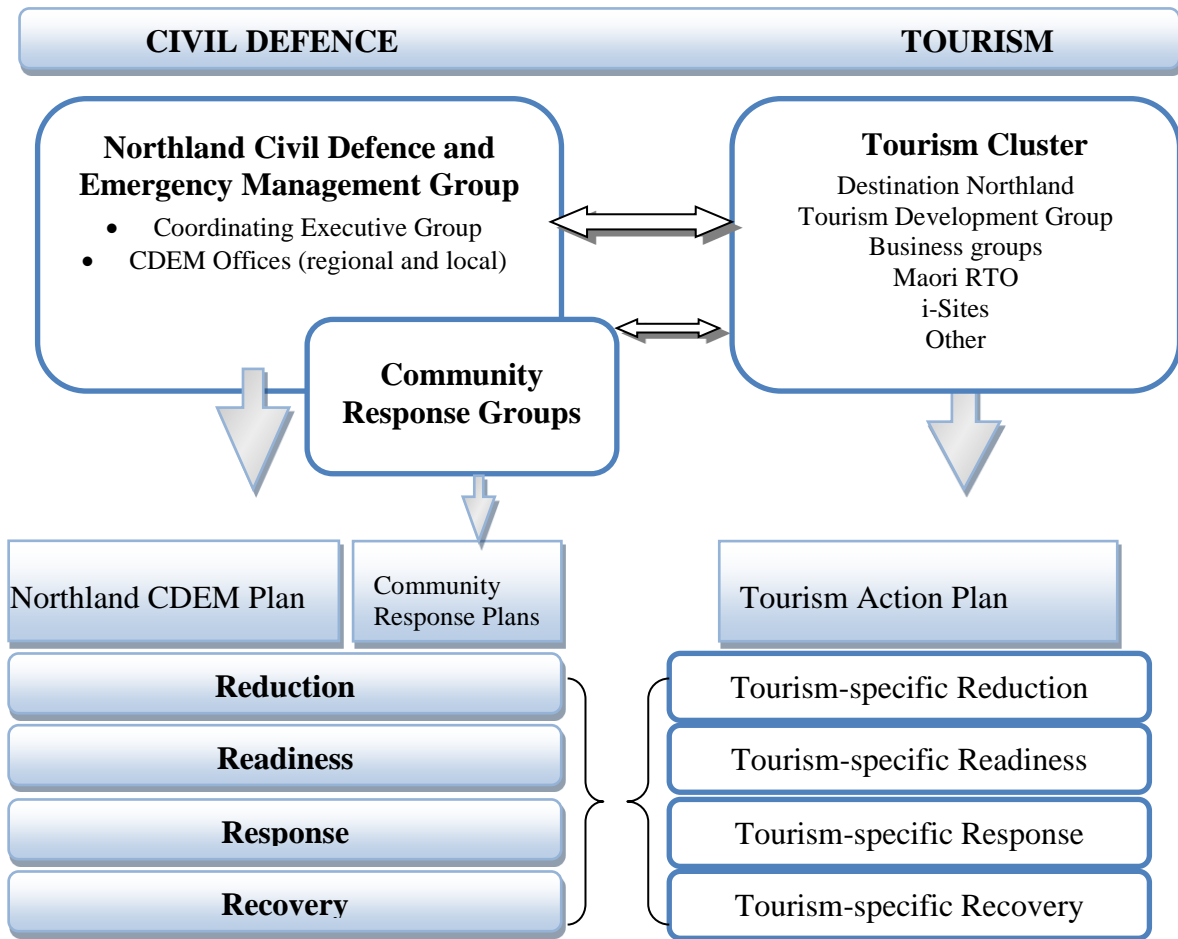 CIVIL DEFENCE
TOURISM
Northland Civil Defence and
Emergency Management Group
• Coordinating Executive Group
• CDEM Offices (regional and local)
Tourism Cluster
Destination Northland
Tourism Development Group
Business groups
Maori RTO
i-Sites
Other
Community
Response Groups
Northland CDEM Plan
Community
Response Plans
Tourism Action Plan
Reduction
Readiness
Response
Recovery
Tourism-specific Reduction
Tourism-specific Readiness
Tourism-specific Response
Tourism-specific Recovery